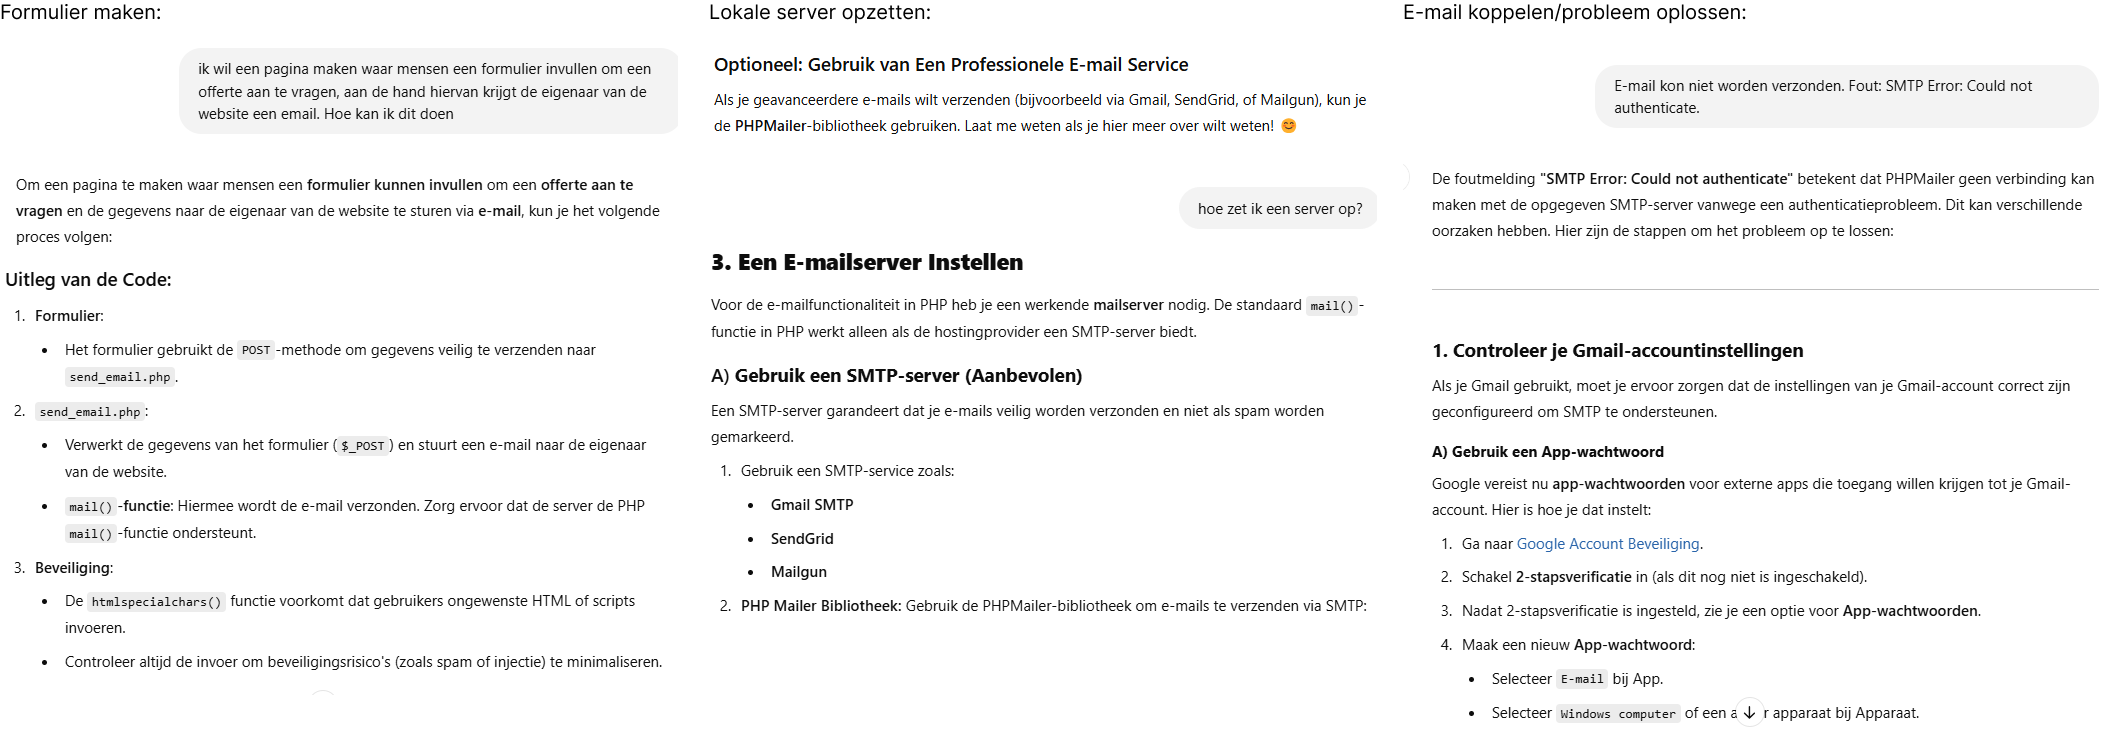 Formulier maken:
ik wil een pagina maken waar mensen een formulier invullen om een
offerte aan te vragen, aan de hand hiervan krijgt de eigenaar van de
website een email. Hoe kan ik dit doen
Om een pagina te maken waar mensen een formulier kunnen invullen om een offerte aan te
vragen en de gegevens naar de eigenaar van de website te sturen via e-mail, kun je het volgende
proces volgen:
Uitleg van de Code:
1. Formulier:
• Het formulier gebruikt de POST-methode om gegevens veilig te verzenden naar
send_email.php.
2. send_email.php:
• Verwerkt de gegevens van het formulier ($_POST) en stuurt een e-mail naar de eigenaar
van de website.
• mail()-functie: Hiermee wordt de e-mail verzonden. Zorg ervoor dat de server de PHP
mail()-functie ondersteunt.
3. Beveiliging:
• De htmlspecialchars() functie voorkomt dat gebruikers ongewenste HTML of scripts
invoeren.
• Controleer altijd de invoer om beveiligingsrisico's (zoals spam of injectie) te minimaliseren.
Lokale server opzetten:
Optioneel: Gebruik van Een Professionele E-mail Service
Als je geavanceerdere e-mails wilt verzenden (bijvoorbeeld via Gmail, SendGrid, of Mailgun), kun je
de PHPMailer-bibliotheek gebruiken. Laat me weten als je hier meer over wilt weten! 😊
hoe zet ik een server op?
3. Een E-mailserver Instellen
Voor de e-mailfunctionaliteit in PHP heb je een werkende mailserver nodig. De standaard mail()-
functie in PHP werkt alleen als de hostingprovider een SMTP-server biedt.
A) Gebruik een SMTP-server (Aanbevolen)
Een SMTP-server garandeert dat je e-mails veilig worden verzonden en niet als spam worden
gemarkeerd.
1. Gebruik een SMTP-service zoals:
• Gmail SMTP
• SendGrid
• Mailgun
2. PHP Mailer Bibliotheek: Gebruik de PHPMailer-bibliotheek om e-mails te verzenden via SMTP:
E-mail koppelen/probleem oplossen:
E-mail kon niet worden verzonden. Fout: SMTP Error: Could not
authenticate.
De foutmelding "SMTP Error: Could not authenticate" betekent dat PHPMailer geen verbinding kan
maken met de opgegeven SMTP-server vanwege een authenticatieprobleem. Dit kan verschillende
oorzaken hebben. Hier zijn de stappen om het probleem op te lossen:
1. Controleer je Gmail-accountinstellingen
Als je Gmail gebruikt, moet je ervoor zorgen dat de instellingen van je Gmail-account correct zijn
geconfigureerd om SMTP te ondersteunen.
A) Gebruik een App-wachtwoord
Google vereist nu app-wachtwoorden voor externe apps die toegang willen krijgen tot je Gmail-
account. Hier is hoe je dat instelt:
1. Ga naar Google Account Beveiliging.
2. Schakel 2-stapsverificatie in (als dit nog niet is ingeschakeld).
3. Nadat 2-stapsverificatie is ingesteld, zie je een optie voor App-wachtwoorden.
4. Maak een nieuw App-wachtwoord:
• Selecteer E-mail bij App.
• Selecteer Windows computer of een apparaat bij Apparaat.